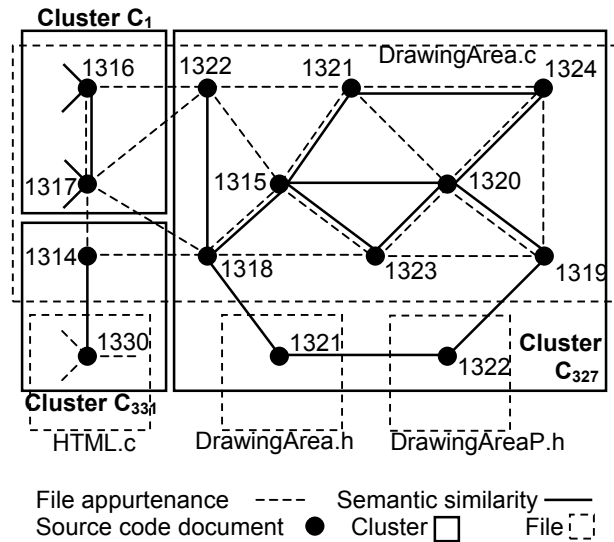 Cluster C1
DrawingArea.c
1316 1322 1321 1324
1317 1315 1320
1314 1318 1323 1319
1330 1321 1322 Cluster C327
Cluster C331
HTML.c DrawingArea.h DrawingAreaP.h
File appurtenance Semantic similarity
Source code document Cluster File